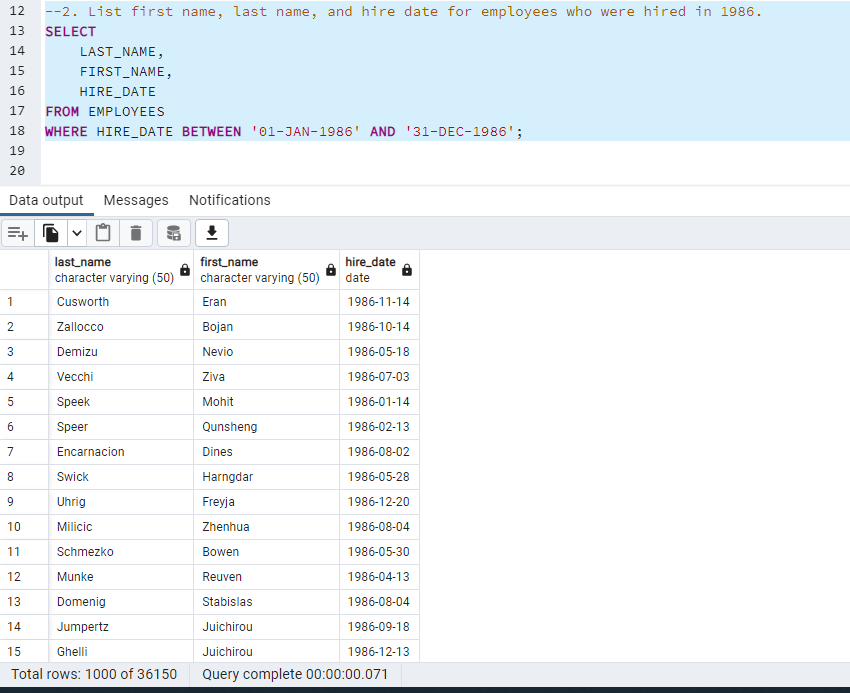 12 --2. List first name, last name, and hire date for employees who were hired in 1986.
13 SELECT
14 LAST_NAME,
15 FIRST_NAME,
16 HIRE_DATE
17 FROM EMPLOYEES
18 WHERE HIRE_DATE BETWEEN '01-JAN-1986' AND '31-DEC-1986';
19
20
Data output Messages Notifications
last_name first_name hire_date
character varying (50) character varying (50) date
1 Cusworth Eran 1986-11-14
2 Zallocco Bojan 1986-10-14
3 Demizu Nevio 1986-05-18
4 Vecchi Ziva 1986-07-03
5 Speek Mohit 1986-01-14
6 Speer Qunsheng 1986-02-13
7 Encarnacion Dines 1986-08-02
8 Swick Harngdar 1986-05-28
9 Uhrig Freyja 1986-12-20
10 Milicic Zhenhua 1986-08-04
11 Schmezko Bowen 1986-05-30
12 Munke Reuven 1986-04-13
13 Domenig Stabislas 1986-08-04
14 Jumpertz Juichirou 1986-09-18
15 Ghelli Juichirou 1986-12-13
Total rows: 1000 of 36150 Query complete 00:00:00.071